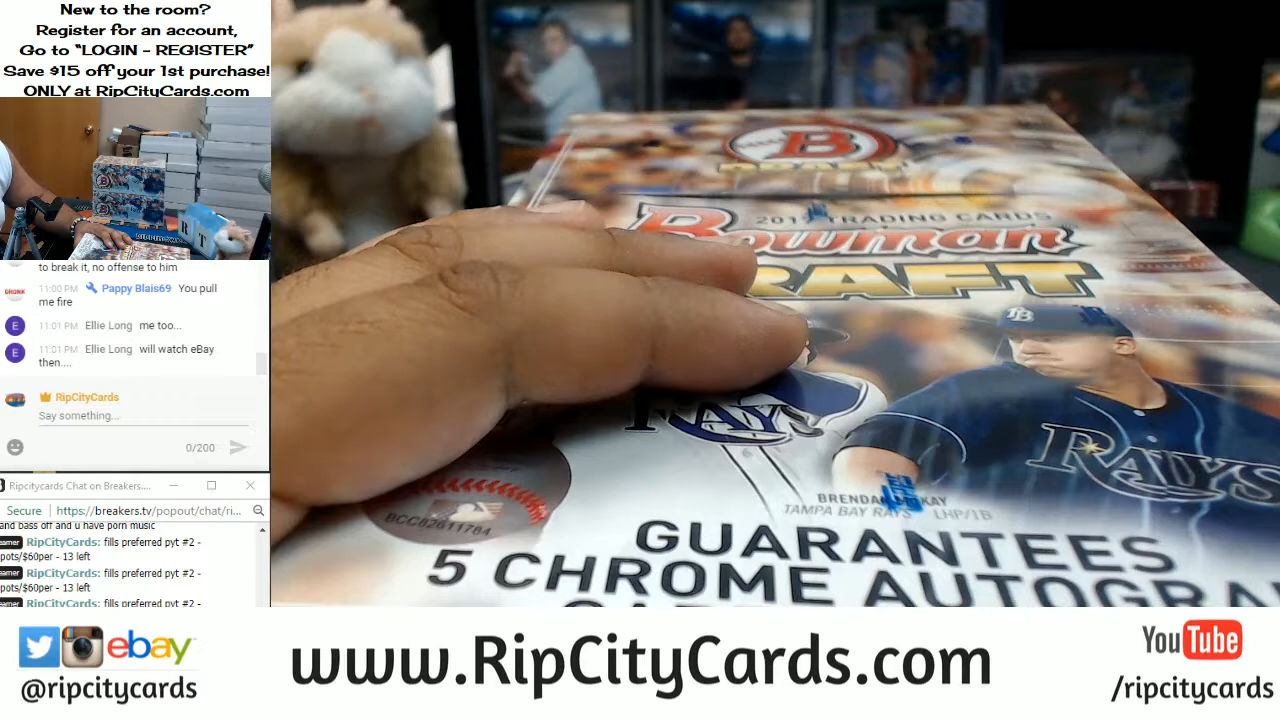 New to the room?
Register for an account,
Go to “LOGIN - REGISTER”
Save $15 off your 1st purchase!
ONLY at RipCityCards.com
to break it, no offense to him
GRONK
11:00 PM Pappy Blais69 You pull
me fire
E
11:01 PM Ellie Long me too...
E
11:01 PM Ellie Long will watch eBay
then....
RipCityCards
Say something...
0/200
Ripcitycards Chat on Breakers....
Secure https://breakers.tv/popout/chat/ri...
and bass off and u have porn music
RipCityCards: fills preferred pyt #2 -
pots/$60per - 13 left
RipCityCards: fills preferred pyt #2 -
pots/$60per - 13 left
RipCityCards: fills preferred pyt #2 -
R T
B
TRADING CARDS
Bowman
RAFT
TB
RAYS
6
RAYS
BCC82611784
BRENDAN KAY
TAMPA BAY RAYS LHP/1B
GUARANTEES
5 CHROME AUTOGRA
ebay
@ripcitycards
www.RipCityCards.com
YouTube
/ripcitycards